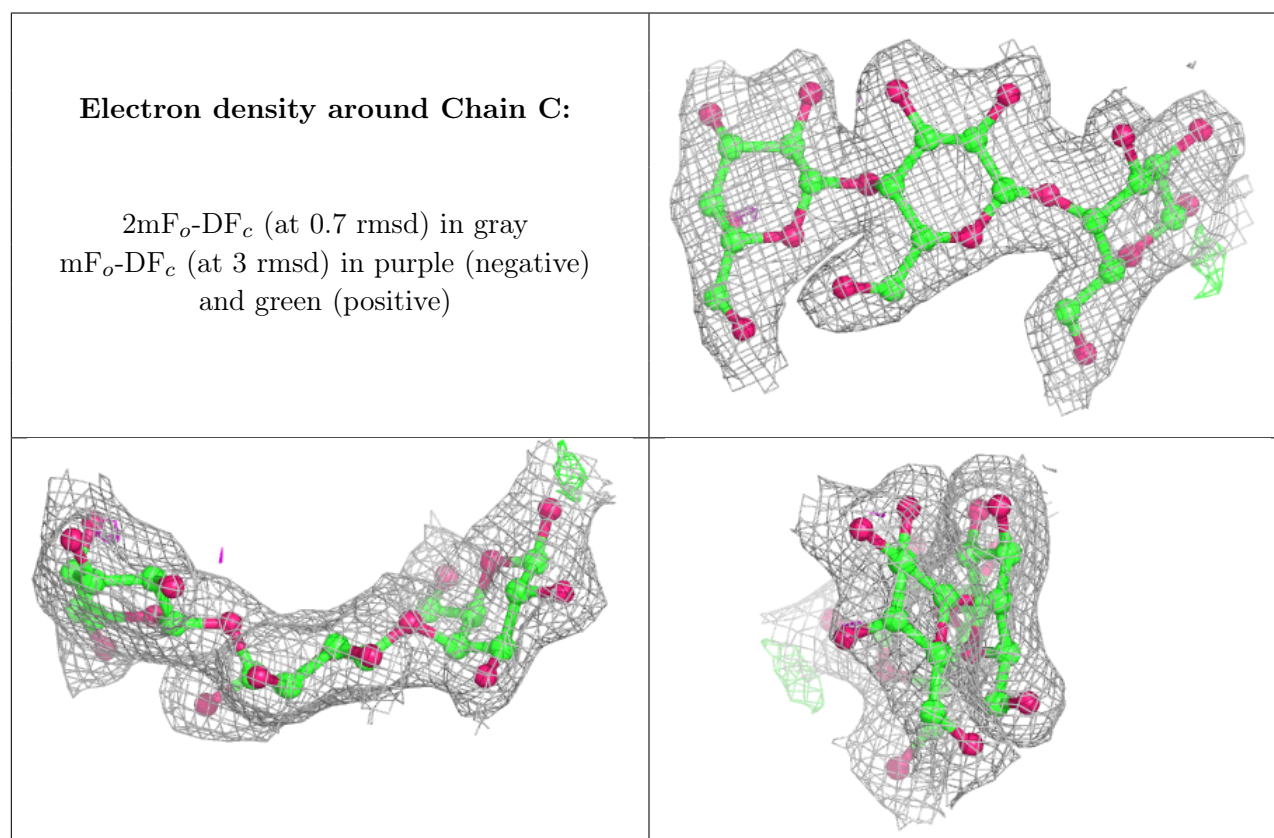 Electron density around Chain C:
2mFₒ-DF𝒸 (at 0.7 rmsd) in gray
mFₒ-DF𝒸 (at 3 rmsd) in purple (negative)
and green (positive)